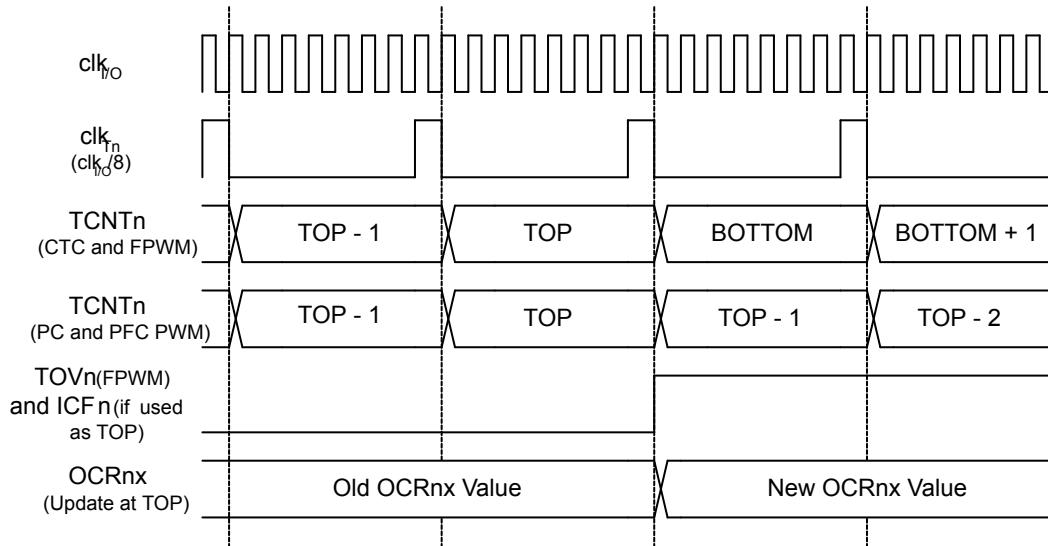 clkI/O
clkTn
(clkI/O/8)
TCNTn
(CTC and FPWM)
TOP - 1
TOP
BOTTOM
BOTTOM + 1
TCNTn
(PC and PFC PWM)
TOP - 1
TOP
TOP - 1
TOP - 2
TOVn(FPWM)
and ICFn(if used
as TOP)
OCRnx
(Update at TOP)
Old OCRnx Value
New OCRnx Value